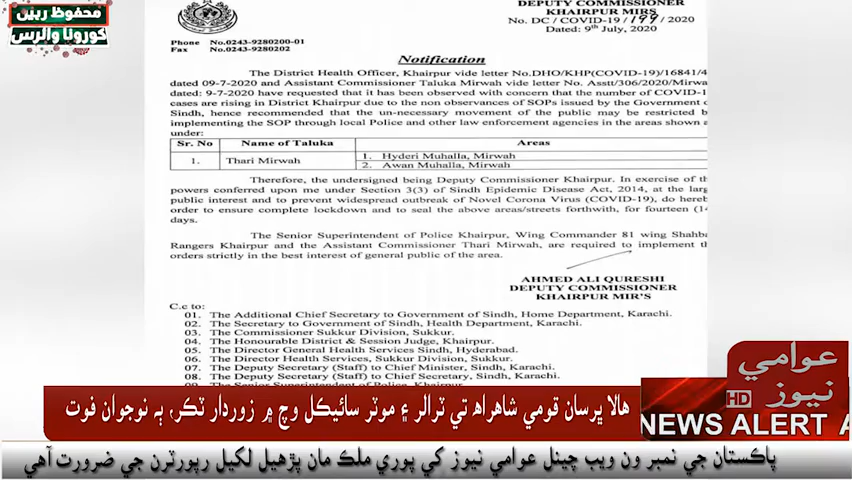 محفوظ رهين
كورونا وائرس
DEPUTY COMMISSIONER
KHAIRPUR MIRS
No. DC / COVID-19 / 199 / 2020
Dated: 9th July, 2020
Phone No.0243-9280200-01
Fax No.0243-9280202
Notification
The District Health Officer, Khairpur vide letter No.DHO/KHP(COVID-19)/16841/4
dated 09-7-2020 and Assistant Commissioner Taluka Mirwah vide letter No. Asstt/306/2020/Mirwa
dated: 9-7-2020 have requested that it has been observed with concern that the number of COVID-1
cases are rising in District Khairpur due to the non observances of SOPs issued by the Government o
Sindh, hence recommended that the un-necessary movement of the public may be restricted b
implementing the SOP through local Police and other law enforcement agencies in the areas shown a
under:
Sr. No Name of Taluka Areas
1. Thari Mirwah 1. Hyderi Muhalla, Mirwah
2. Awan Muhalla, Mirwah
Therefore, the undersigned being Deputy Commissioner Khairpur. In exercise of th
powers conferred upon me under Section 3(3) of Sindh Epidemic Disease Act, 2014, at the larg
public interest and to prevent widespread outbreak of Novel Corona Virus (COVID-19), do hereb
order to ensure complete lockdown and to seal the above areas/streets forthwith, for fourteen (14
days.
The Senior Superintendent of Police Khairpur, Wing Commander 81 wing Shahba
Rangers Khairpur and the Assistant Commissioner Thari Mirwah, are required to implement th
orders strictly in the best interest of general public of the area.
AHMED ALI QURESHI
DEPUTY COMMISSIONER
KHAIRPUR MIR'S
C.c to:
01. The Additional Chief Secretary to Government of Sindh, Home Department, Karachi.
02. The Secretary to Government of Sindh, Health Department, Karachi.
03. The Commissioner Sukkur Division, Sukkur.
04. The Honourable District & Session Judge, Khairpur.
05. The Director General Health Services Sindh, Hyderabad.
06. The Director Health Services, Sukkur Division, Sukkur.
07. The Deputy Secretary (Staff) to Chief Minister, Sindh, Karachi.
08. The Deputy Secretary (Staff) to Chief Secretary, Sindh, Karachi.
09. The Senior Superintendent of Police, Khairpur.
عوامي
نيوز
HD
هالا ڀرسان قومي شاهراهه تي ٽرالر ۽ موٽر سائيڪل وچ ۾ زوردار ٽڪر، ٻه نوجوان فوت
NEWS ALERT A
پاڪستان جي نمبر ون ويب چينل عوامي نيوز کي پوري ملڪ مان پڙهيل لکيل رپورٽرن جي ضرورت آهي